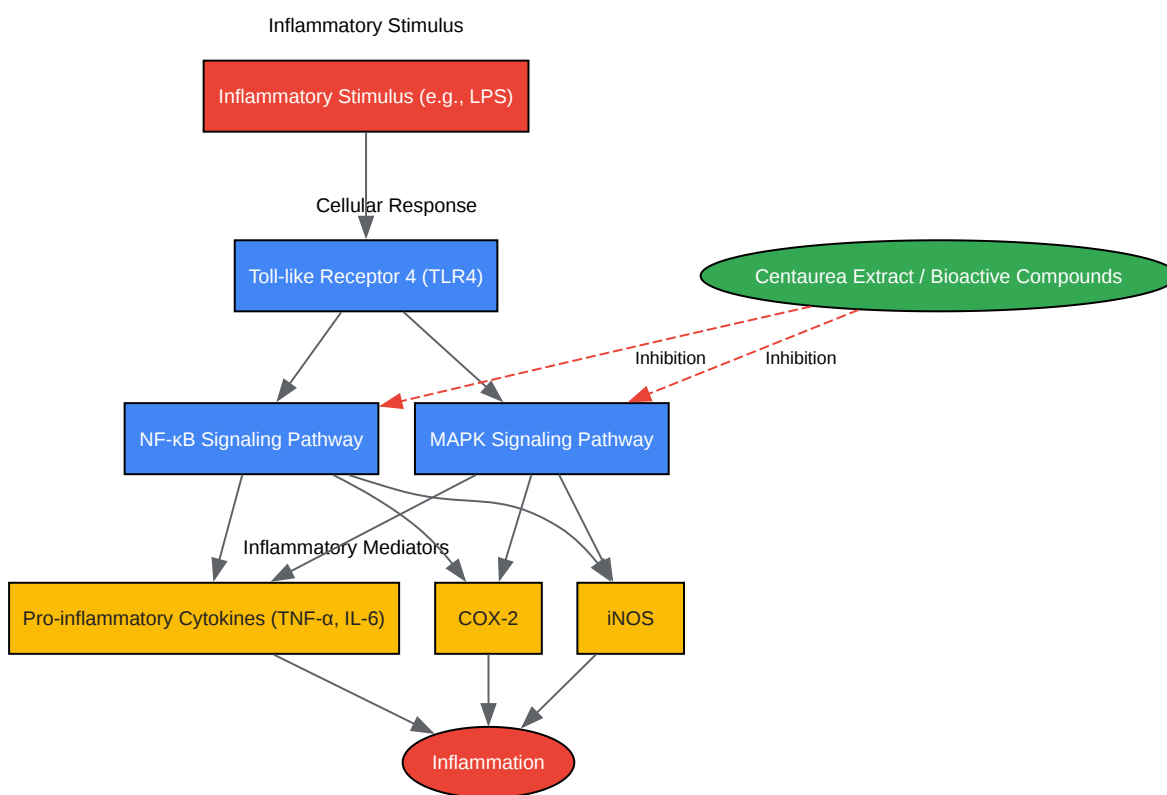 Inflammatory Stimulus
Inflammatory Stimulus (e.g., LPS)
Cellular Response
Toll-like Receptor 4 (TLR4)
Centaurea Extract / Bioactive Compounds
Inhibition
Inhibition
NF-κB Signaling Pathway
MAPK Signaling Pathway
Inflammatory Mediators
Pro-inflammatory Cytokines (TNF-α, IL-6)
COX-2
iNOS
Inflammation